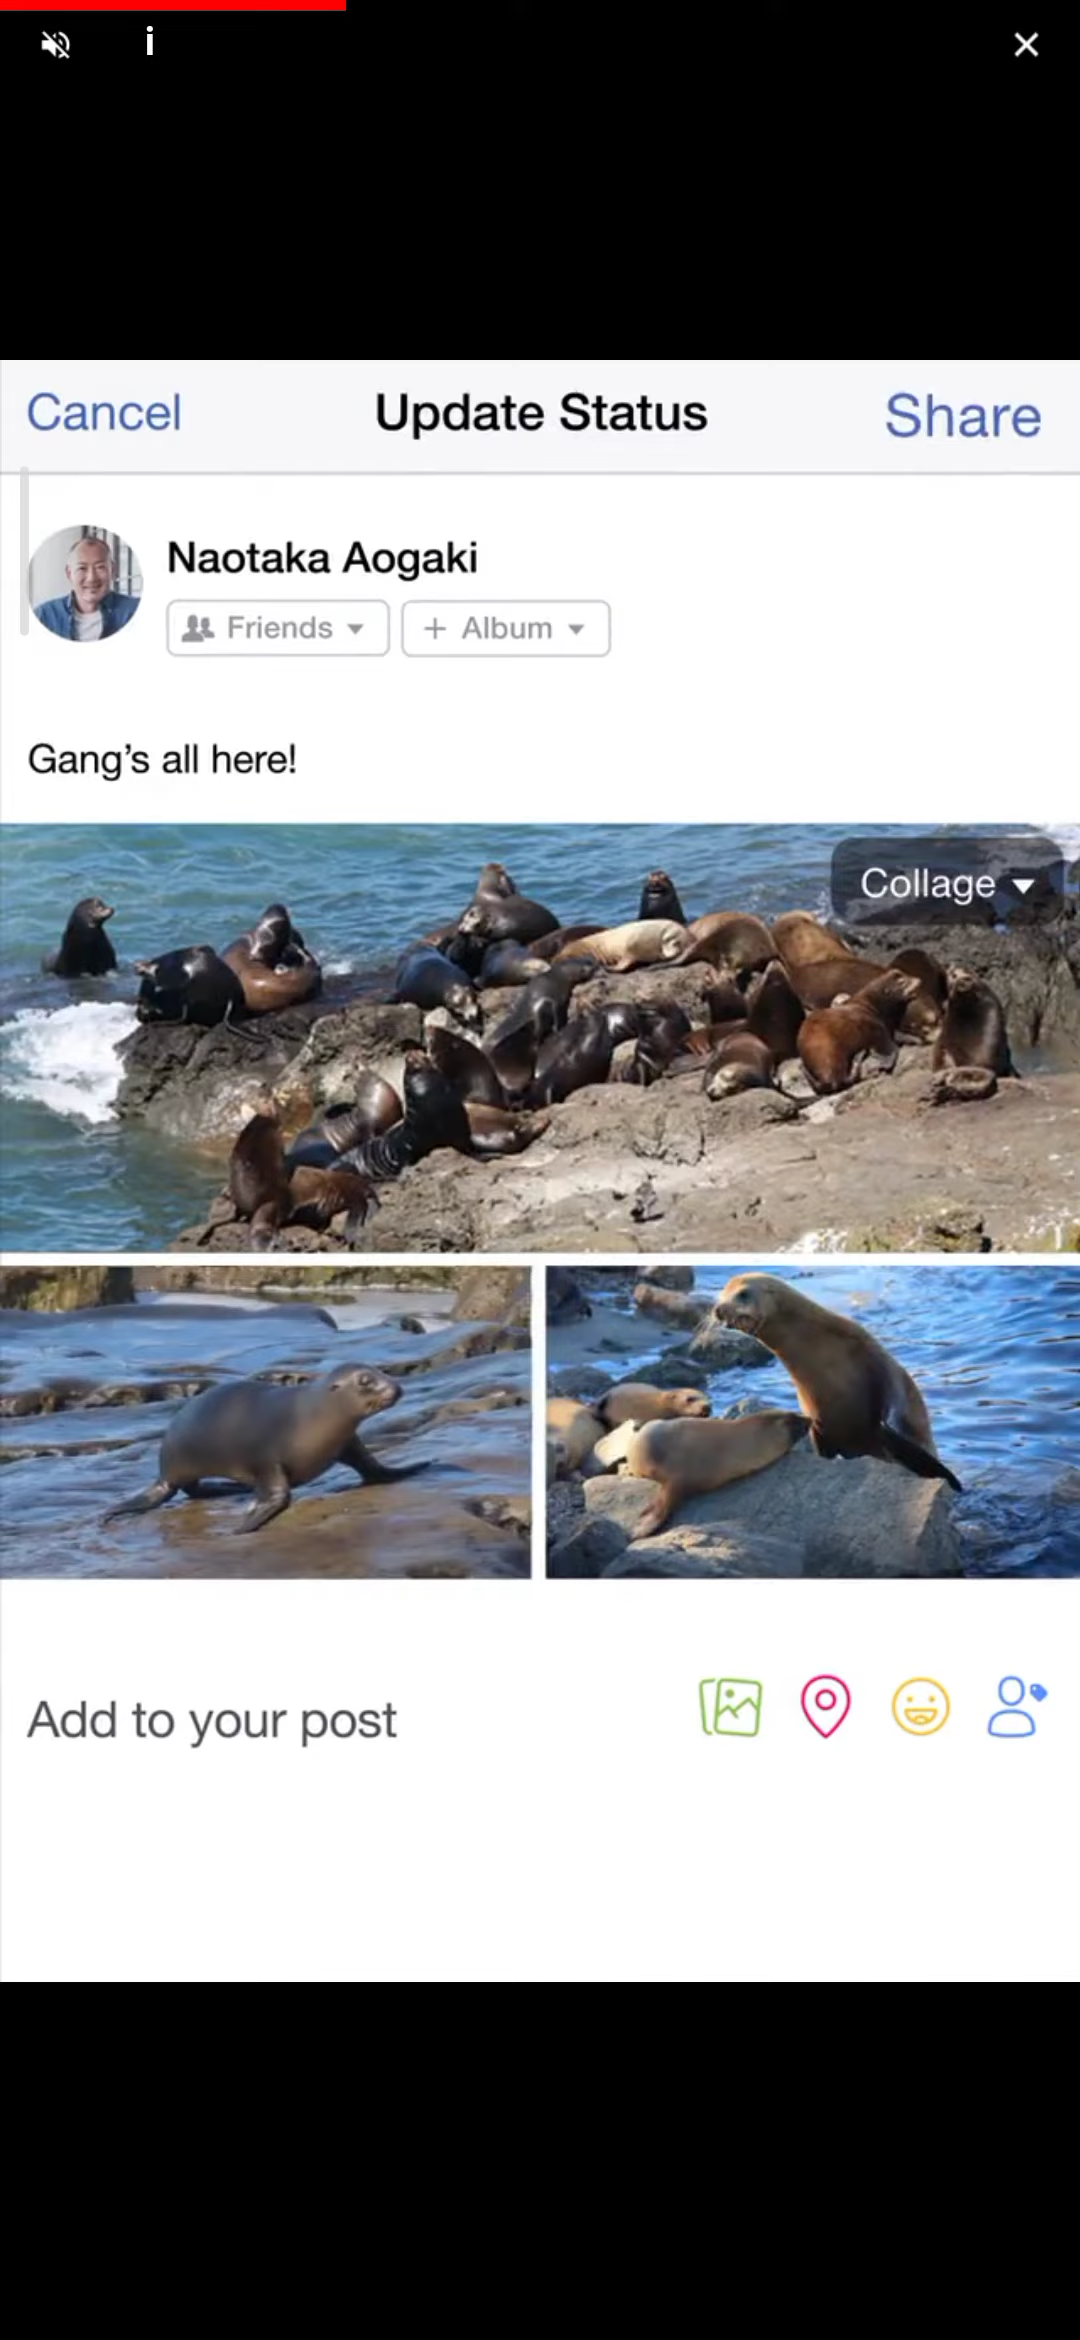 i
Cancel Update Status Share
Naotaka Aogaki
Friends + Album
Gang's all here!
Collage
Add to your post